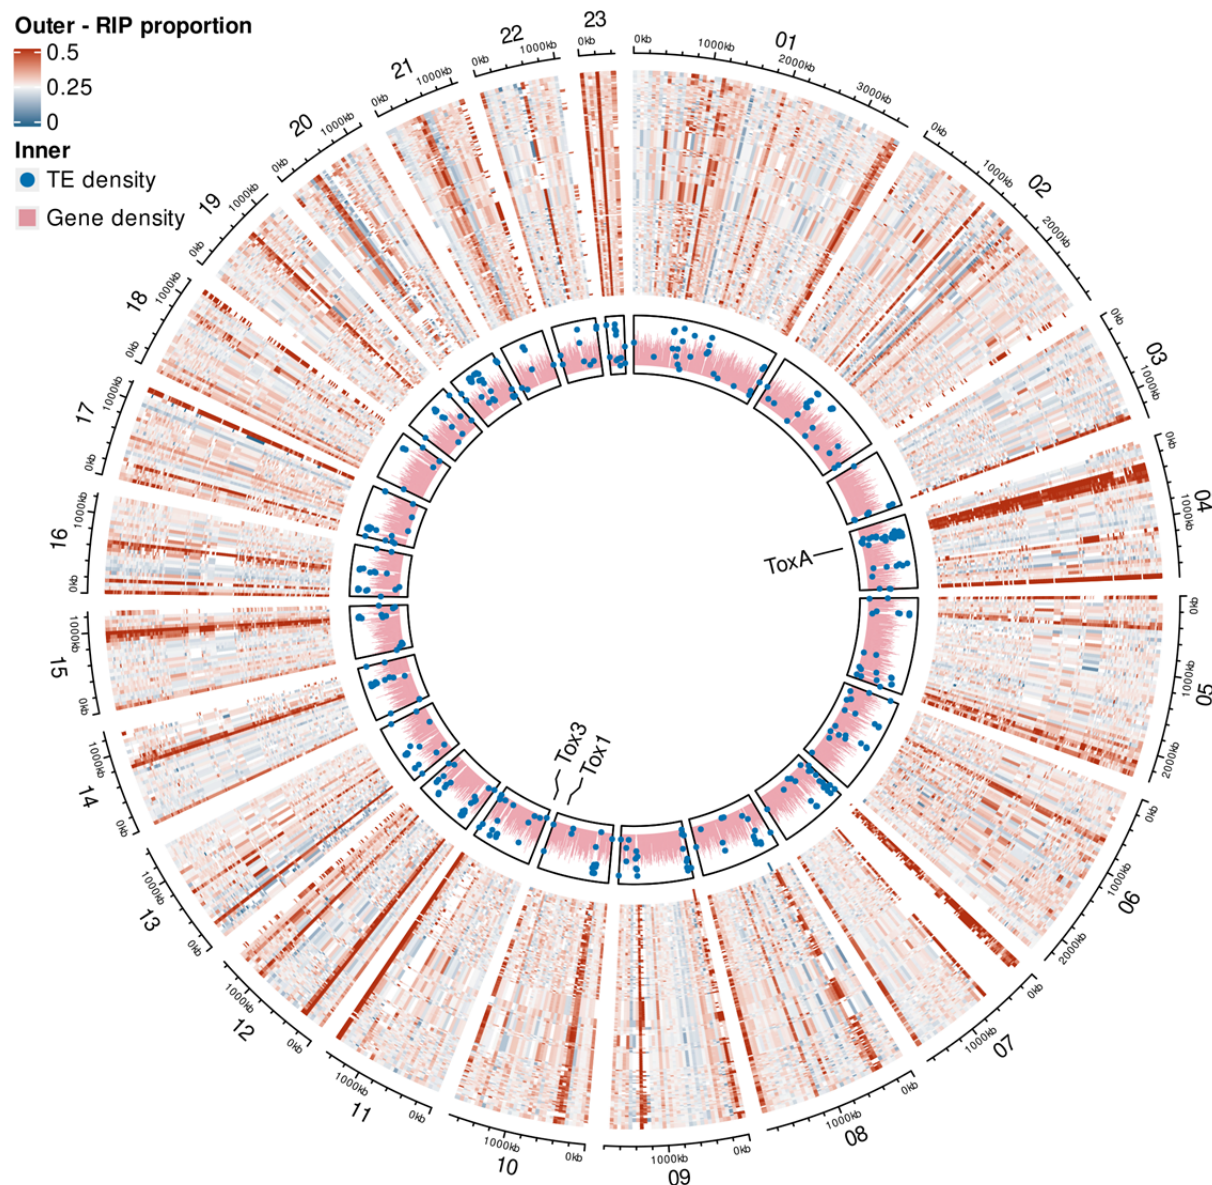 Outer - RIP proportion
0.5
0.25
0
Inner
TE density
Gene density
01
0kb
1000kb
2000kb
3000kb
02
0kb
1000kb
2000kb
03
0kb
1000kb
04
0kb
1000kb
05
0kb
1000kb
2000kb
06
0kb
1000kb
2000kb
07
0kb
1000kb
08
0kb
1000kb
09
0kb
1000kb
10
0kb
1000kb
11
0kb
1000kb
12
0kb
1000kb
13
0kb
1000kb
14
0kb
1000kb
15
0kb
1000kb
16
0kb
1000kb
17
0kb
1000kb
18
0kb
1000kb
19
0kb
1000kb
20
0kb
1000kb
21
0kb
1000kb
22
0kb
1000kb
23
0kb
ToxA
Tox3
Tox1